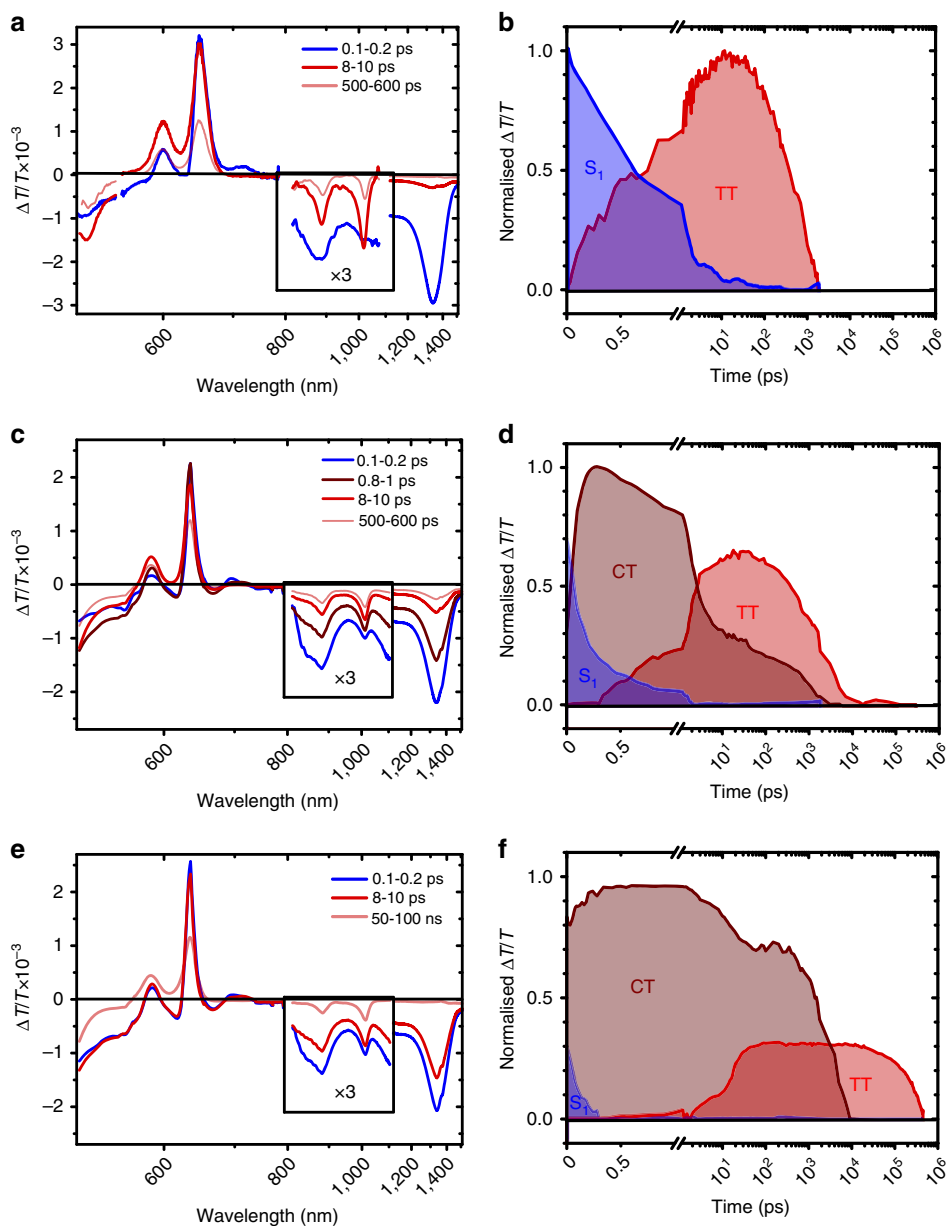 a
3
2
1
0
−1
−2
−3
ΔT/T×10⁻³
0.1-0.2 ps
8-10 ps
500-600 ps
×3
600
800
1,000
1,200
1,400
Wavelength (nm)
b
1.0
0.5
0.0
Normalised ΔT/T
S₁
TT
0
0.5
10¹
10²
10³
10⁴
10⁵
10⁶
Time (ps)
c
2
1
0
−1
−2
ΔT/T×10⁻³
0.1-0.2 ps
0.8-1 ps
8-10 ps
500-600 ps
×3
600
800
1,000
1,200
1,400
Wavelength (nm)
d
1.0
0.5
0.0
Normalised ΔT/T
CT
TT
S₁
0
0.5
10¹
10²
10³
10⁴
10⁵
10⁶
Time (ps)
e
2
1
0
−1
−2
ΔT/T×10⁻³
0.1-0.2 ps
8-10 ps
50-100 ns
×3
600
800
1,000
1,200
1,400
Wavelength (nm)
f
1.0
0.5
0.0
Normalised ΔT/T
CT
TT
S₁
0
0.5
10¹
10²
10³
10⁴
10⁵
10⁶
Time (ps)